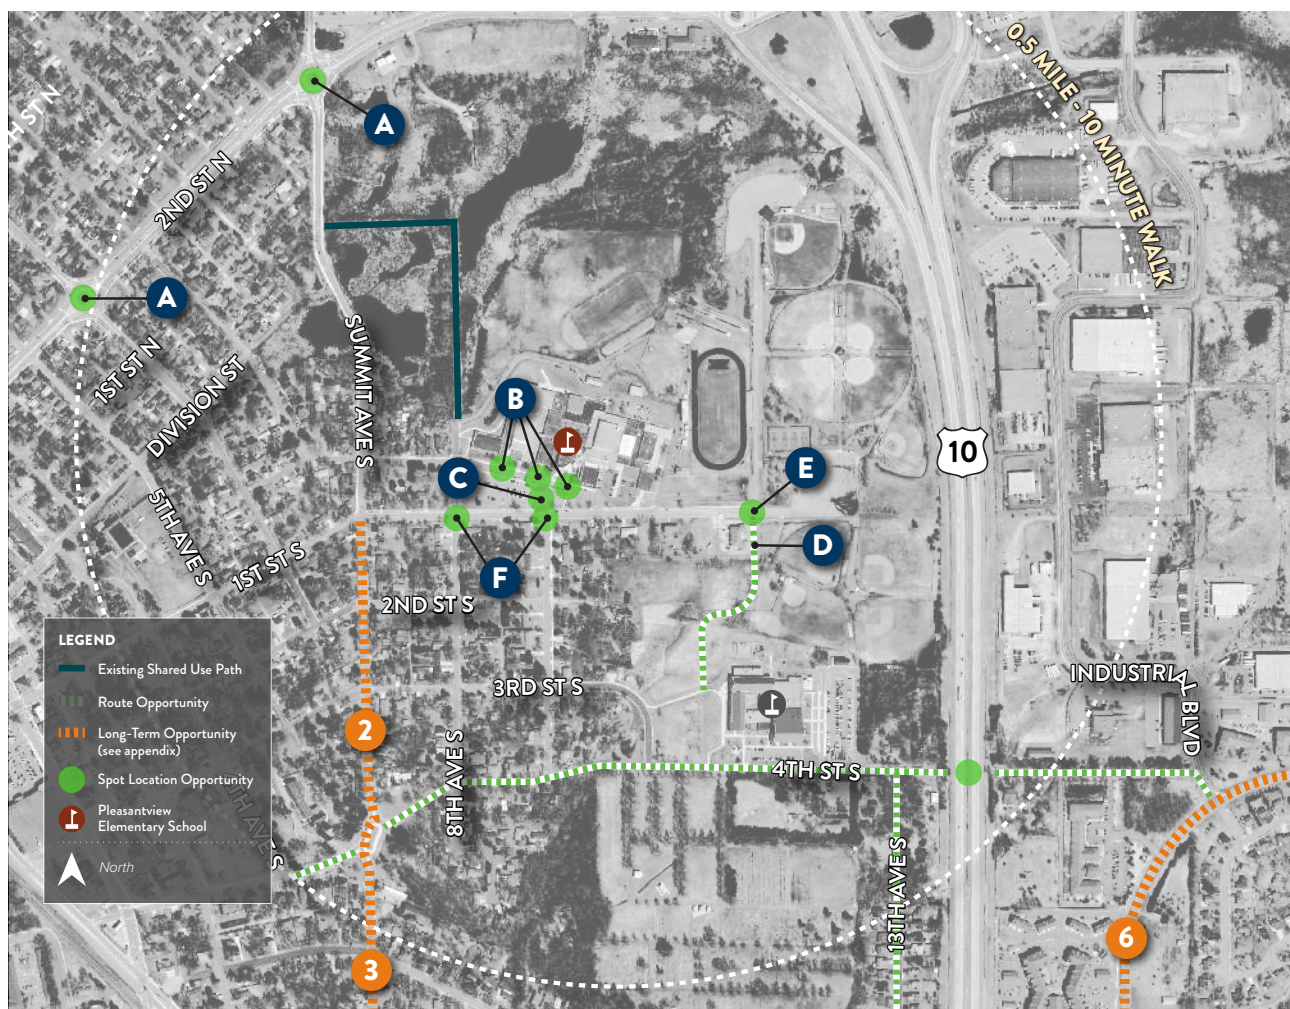 0.5 MILE - 10 MINUTE WALK
A
2ND ST N
A
1ST ST N
DIVISION ST
SUMMIT AVE S
5TH AVE S
1ST ST S
B
C
E
10
D
F
2ND ST S
3RD ST S
INDUSTRIAL BLVD
2
8TH AVE S
4TH ST S
13TH AVE S
3
6
LEGEND
Existing Shared Use Path
Route Opportunity
Long-Term Opportunity
(see appendix)
Spot Location Opportunity
Pleasantview
Elementary School
North